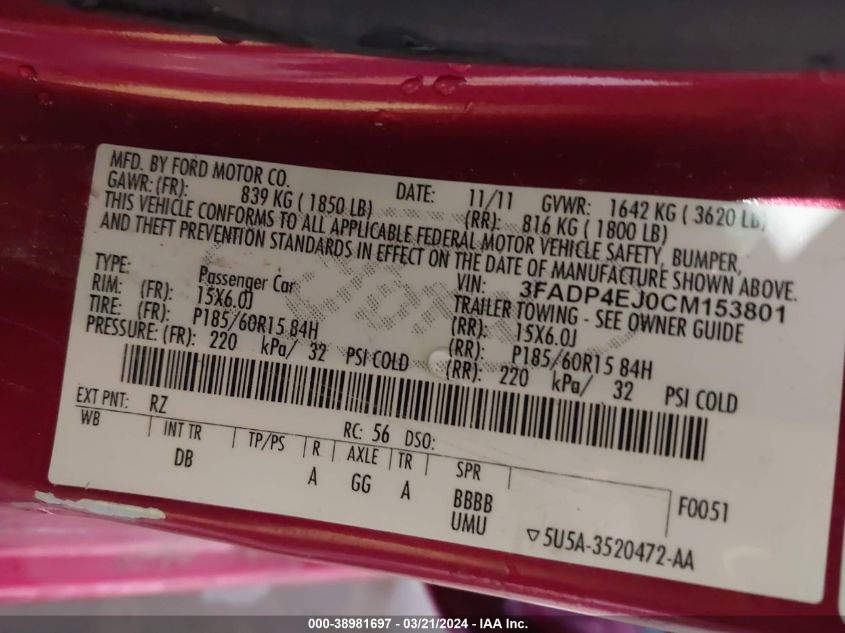 MFD. BY FORD MOTOR CO. DATE: 11/11 GVWR: 1642 KG ( 3620 LB)
GAWR: (FR): 839 KG ( 1850 LB) (RR): 816 KG ( 1800 LB)
THIS VEHICLE CONFORMS TO ALL APPLICABLE FEDERAL MOTOR VEHICLE SAFETY, BUMPER,
AND THEFT PREVENTION STANDARDS IN EFFECT ON THE DATE OF MANUFACTURE SHOWN ABOVE.
VIN: 3FADP4EJ0CM153801
TYPE: Passenger Car TRAILER TOWING - SEE OWNER GUIDE
RIM: (FR) 15X6.0J (RR): 15X6.0J
TIRE: (FR) P185/60R15 84H (RR): P185/60R15 84H
PRESSURE: (FR) 220 kPa/ 32 PSI COLD (RR): 220 kPa/ 32 PSI COLD
EXT PNT: RZ RC: 56 DSO:
WB INT TR TP/PS R AXLE TR SPR F0051
DB A GG A BBBB
UMU 5U5A-3520472-AA
000-38981697 - 03/21/2024 - IAA Inc.